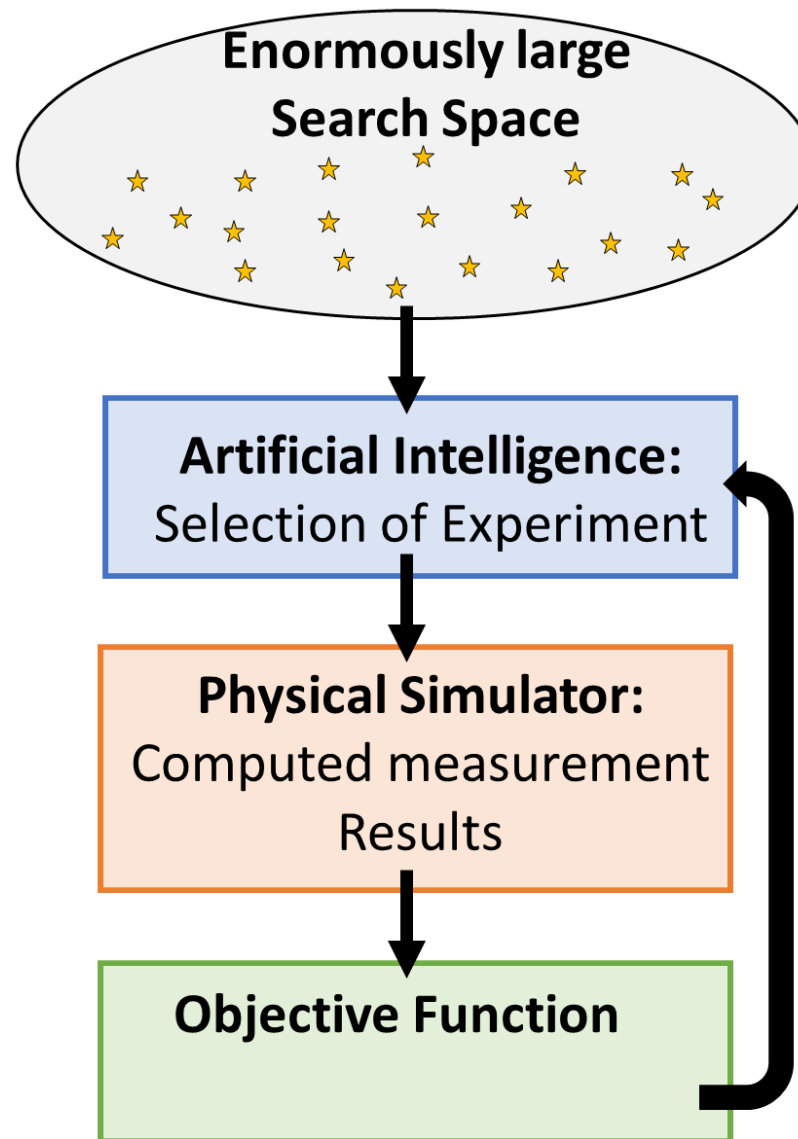 Enormously large
Search Space
Artificial Intelligence:
Selection of Experiment
Physical Simulator:
Computed measurement
Results
Objective Function